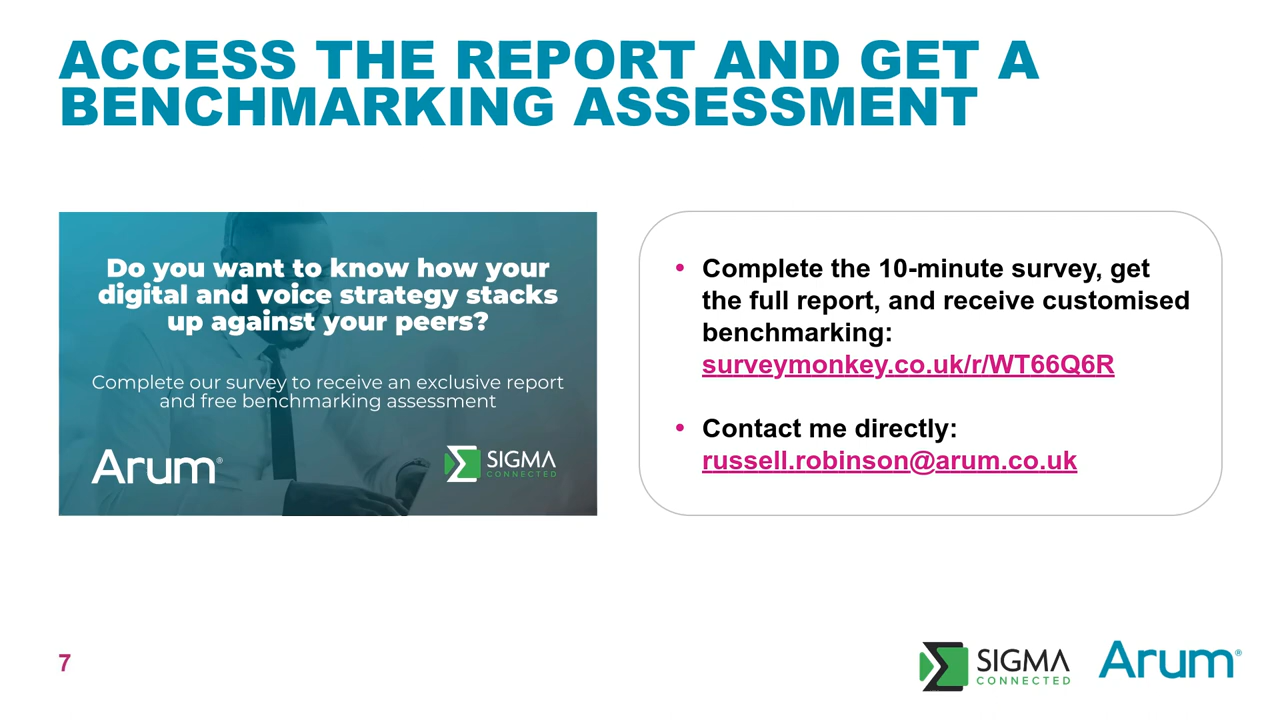 ACCESS THE REPORT AND GET A
BENCHMARKING ASSESSMENT
Do you want to know how your
digital and voice strategy stacks
up against your peers?
Complete our survey to receive an exclusive report
and free benchmarking assessment
Arum®
SIGMA
CONNECTED
• Complete the 10-minute survey, get
the full report, and receive customised
benchmarking:
surveymonkey.co.uk/r/WT66Q6R
• Contact me directly:
russell.robinson@arum.co.uk
7
SIGMA
CONNECTED
Arum®